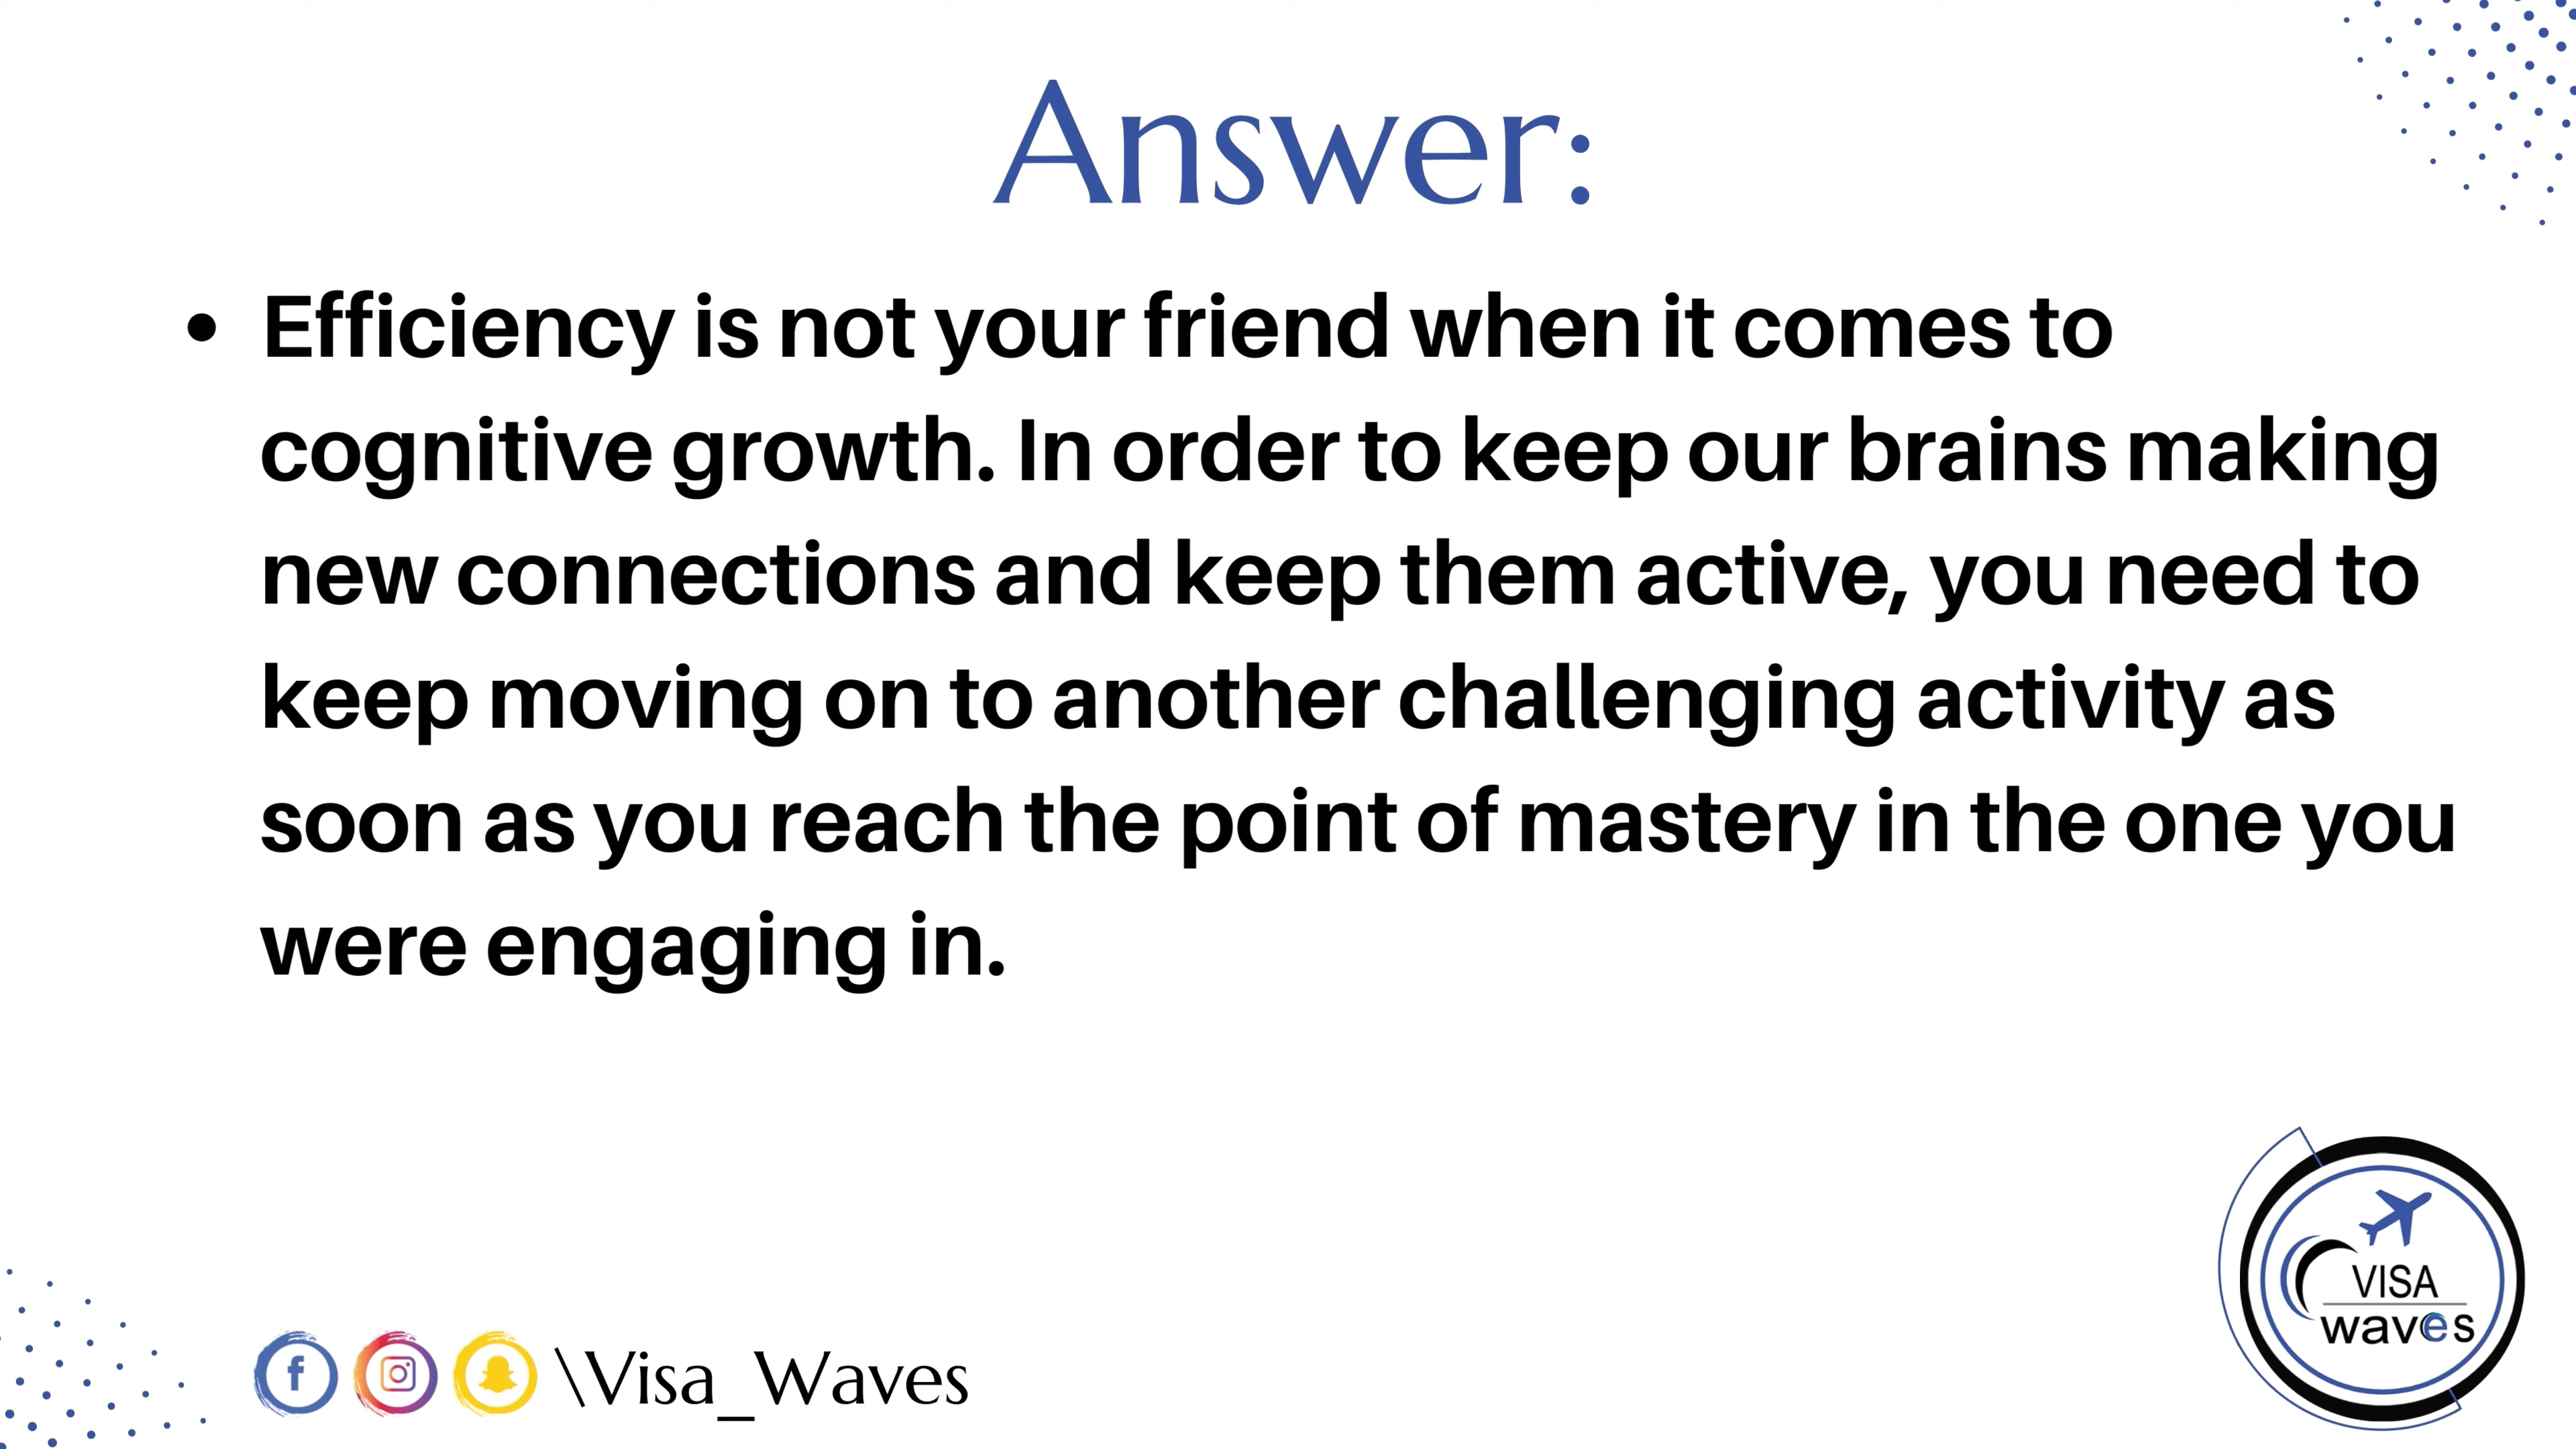 Answer:
• Efficiency is not your friend when it comes to
cognitive growth. In order to keep our brains making
new connections and keep them active, you need to
keep moving on to another challenging activity as
soon as you reach the point of mastery in the one you
were engaging in.
VISA
waves
\Visa_Waves